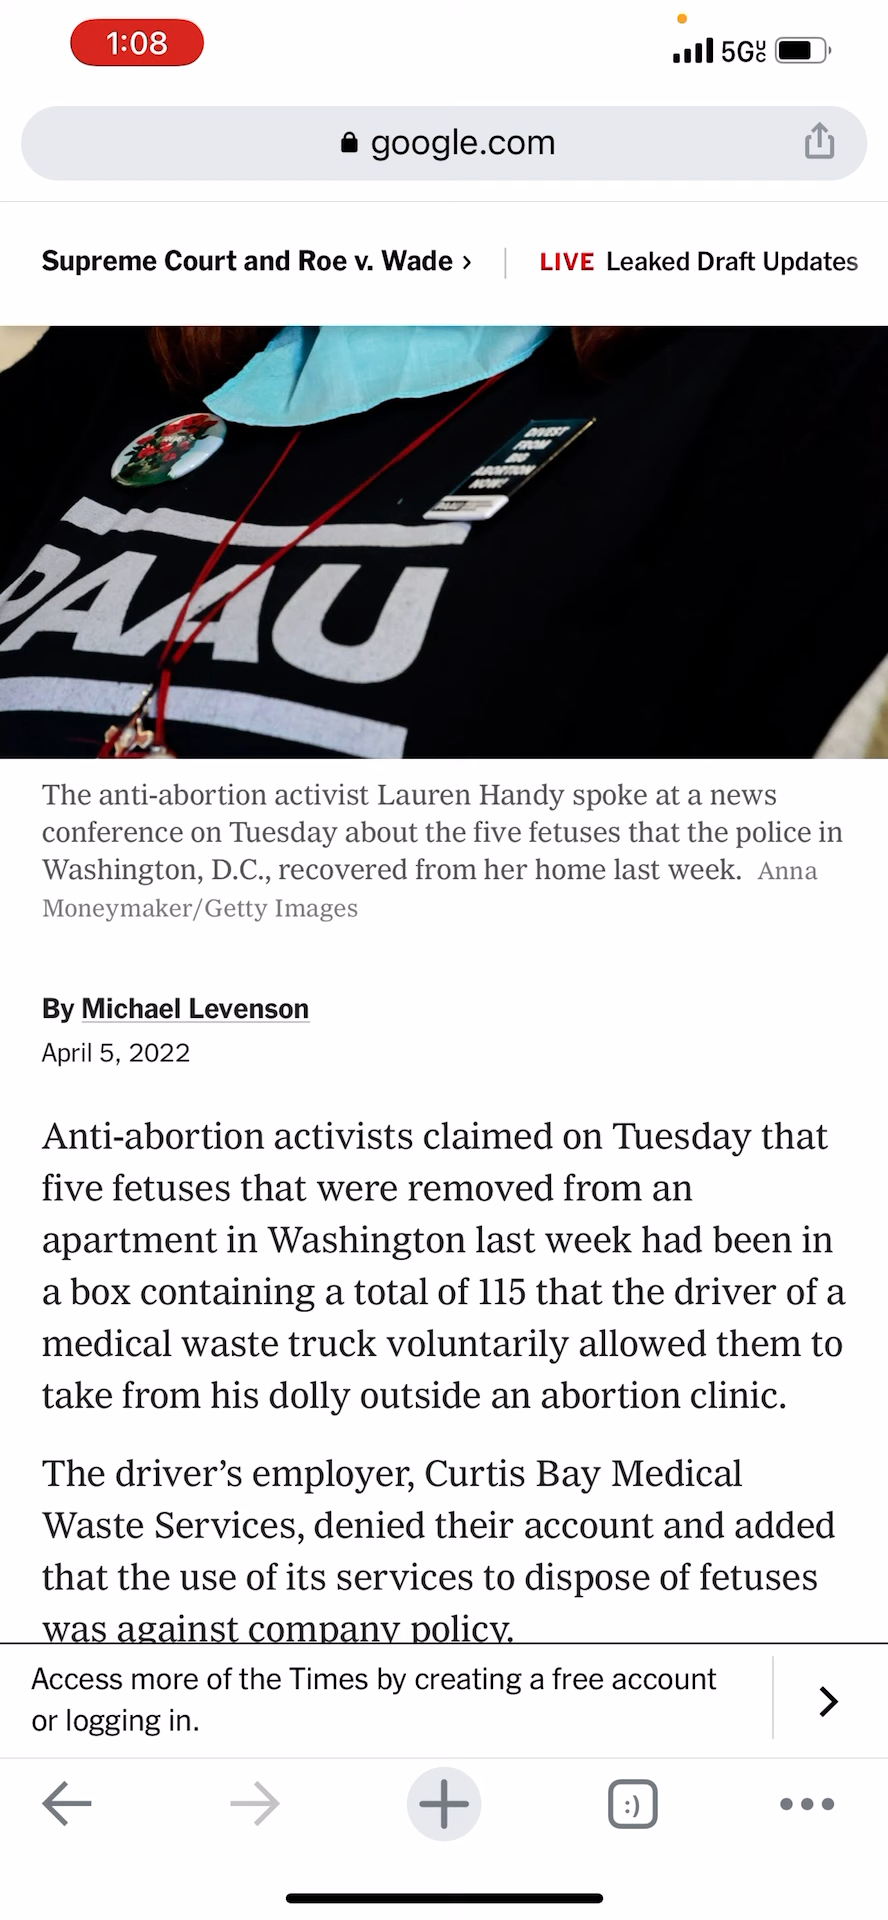 1:08
5G UC
google.com
Supreme Court and Roe v. Wade ›
LIVE Leaked Draft Updates
DIVEST
FROM
BIG
ABORTION
NOW!
PAAU
PAAU
The anti-abortion activist Lauren Handy spoke at a news
conference on Tuesday about the five fetuses that the police in
Washington, D.C., recovered from her home last week. Anna
Moneymaker/Getty Images
By Michael Levenson
April 5, 2022
Anti-abortion activists claimed on Tuesday that
five fetuses that were removed from an
apartment in Washington last week had been in
a box containing a total of 115 that the driver of a
medical waste truck voluntarily allowed them to
take from his dolly outside an abortion clinic.
The driver’s employer, Curtis Bay Medical
Waste Services, denied their account and added
that the use of its services to dispose of fetuses
was against company policy.
Access more of the Times by creating a free account
or logging in.
:)